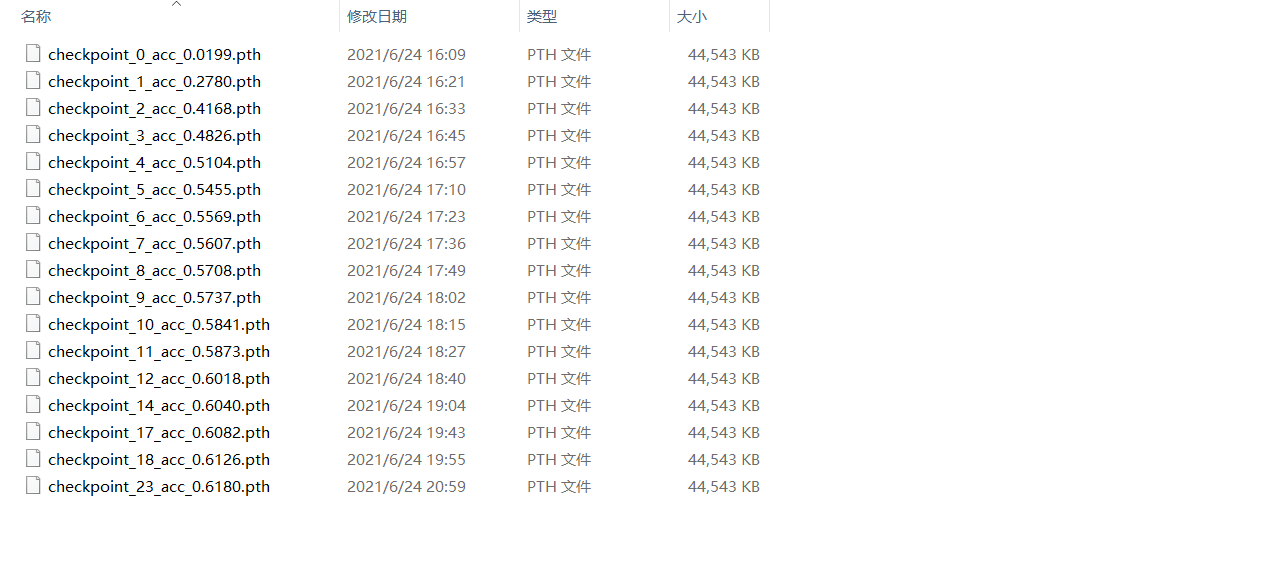 名称 修改日期 类型 大小
checkpoint_0_acc_0.0199.pth 2021/6/24 16:09 PTH 文件 44,543 KB
checkpoint_1_acc_0.2780.pth 2021/6/24 16:21 PTH 文件 44,543 KB
checkpoint_2_acc_0.4168.pth 2021/6/24 16:33 PTH 文件 44,543 KB
checkpoint_3_acc_0.4826.pth 2021/6/24 16:45 PTH 文件 44,543 KB
checkpoint_4_acc_0.5104.pth 2021/6/24 16:57 PTH 文件 44,543 KB
checkpoint_5_acc_0.5455.pth 2021/6/24 17:10 PTH 文件 44,543 KB
checkpoint_6_acc_0.5569.pth 2021/6/24 17:23 PTH 文件 44,543 KB
checkpoint_7_acc_0.5607.pth 2021/6/24 17:36 PTH 文件 44,543 KB
checkpoint_8_acc_0.5708.pth 2021/6/24 17:49 PTH 文件 44,543 KB
checkpoint_9_acc_0.5737.pth 2021/6/24 18:02 PTH 文件 44,543 KB
checkpoint_10_acc_0.5841.pth 2021/6/24 18:15 PTH 文件 44,543 KB
checkpoint_11_acc_0.5873.pth 2021/6/24 18:27 PTH 文件 44,543 KB
checkpoint_12_acc_0.6018.pth 2021/6/24 18:40 PTH 文件 44,543 KB
checkpoint_14_acc_0.6040.pth 2021/6/24 19:04 PTH 文件 44,543 KB
checkpoint_17_acc_0.6082.pth 2021/6/24 19:43 PTH 文件 44,543 KB
checkpoint_18_acc_0.6126.pth 2021/6/24 19:55 PTH 文件 44,543 KB
checkpoint_23_acc_0.6180.pth 2021/6/24 20:59 PTH 文件 44,543 KB